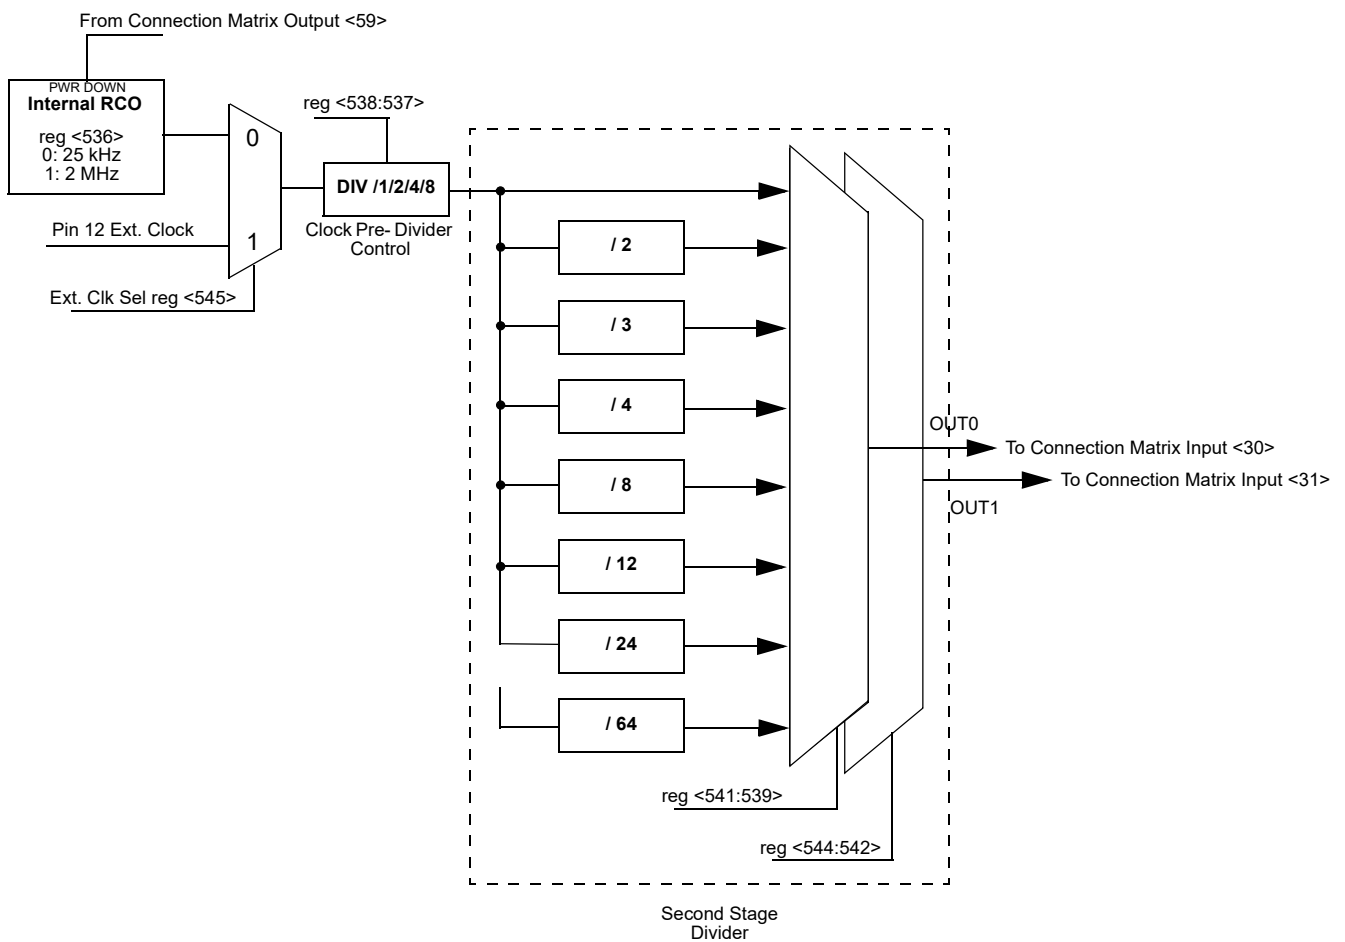 From Connection Matrix Output <59>
PWR DOWN
Internal RCO
reg <536>
0: 25 kHz
1: 2 MHz
0
1
Pin 12 Ext. Clock
Ext. Clk Sel reg <545>
reg <538:537>
DIV /1/2/4/8
Clock Pre- Divider
Control
/ 2
/ 3
/ 4
/ 8
/ 12
/ 24
/ 64
OUT0
To Connection Matrix Input <30>
To Connection Matrix Input <31>
OUT1
reg <541:539>
reg <544:542>
Second Stage
Divider